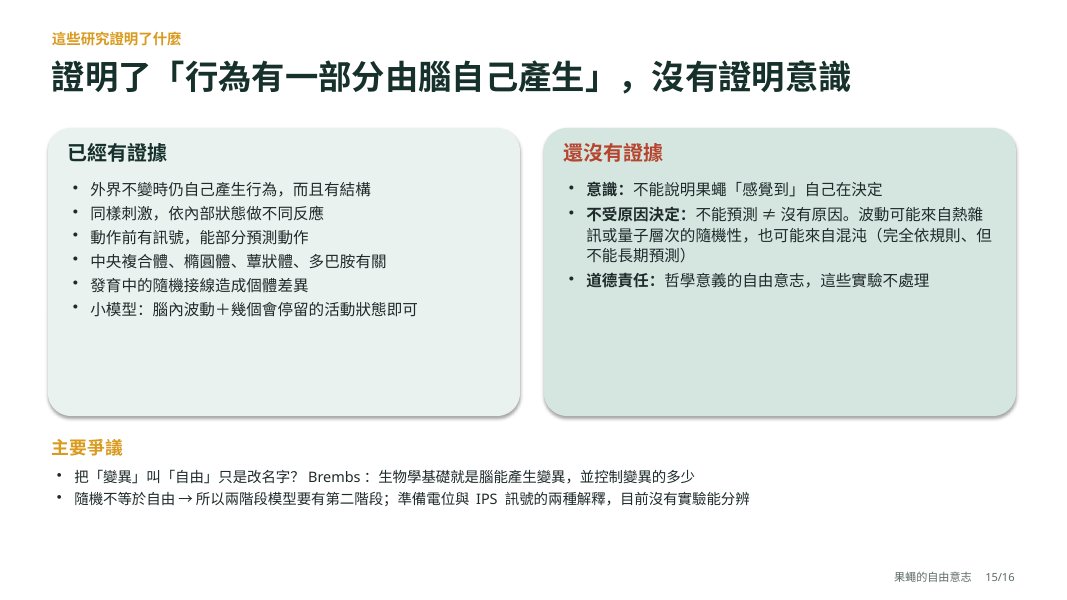 這些研究證明了什麼
證明了「行為有一部分由腦自己產生」，沒有證明意識
已經有證據
• 外界不變時仍自己產生行為，而且有結構
• 同樣刺激，依內部狀態做不同反應
• 動作前有訊號，能部分預測動作
• 中央複合體、橢圓體、蕈狀體、多巴胺有關
• 發育中的隨機接線造成個體差異
• 小模型：腦內波動＋幾個會停留的活動狀態即可
還沒有證據
• 意識：不能說明果蠅「感覺到」自己在決定
• 不受原因決定：不能預測 ≠ 沒有原因。波動可能來自熱雜
訊或量子層次的隨機性，也可能來自混沌（完全依規則、但
不能長期預測）
• 道德責任：哲學意義的自由意志，這些實驗不處理
主要爭議
• 把「變異」叫「自由」只是改名字？ Brembs：生物學基礎就是腦能產生變異，並控制變異的多少
• 隨機不等於自由 → 所以兩階段模型要有第二階段；準備電位與 IPS 訊號的兩種解釋，目前沒有實驗能分辨
果蠅的自由意志 15/16